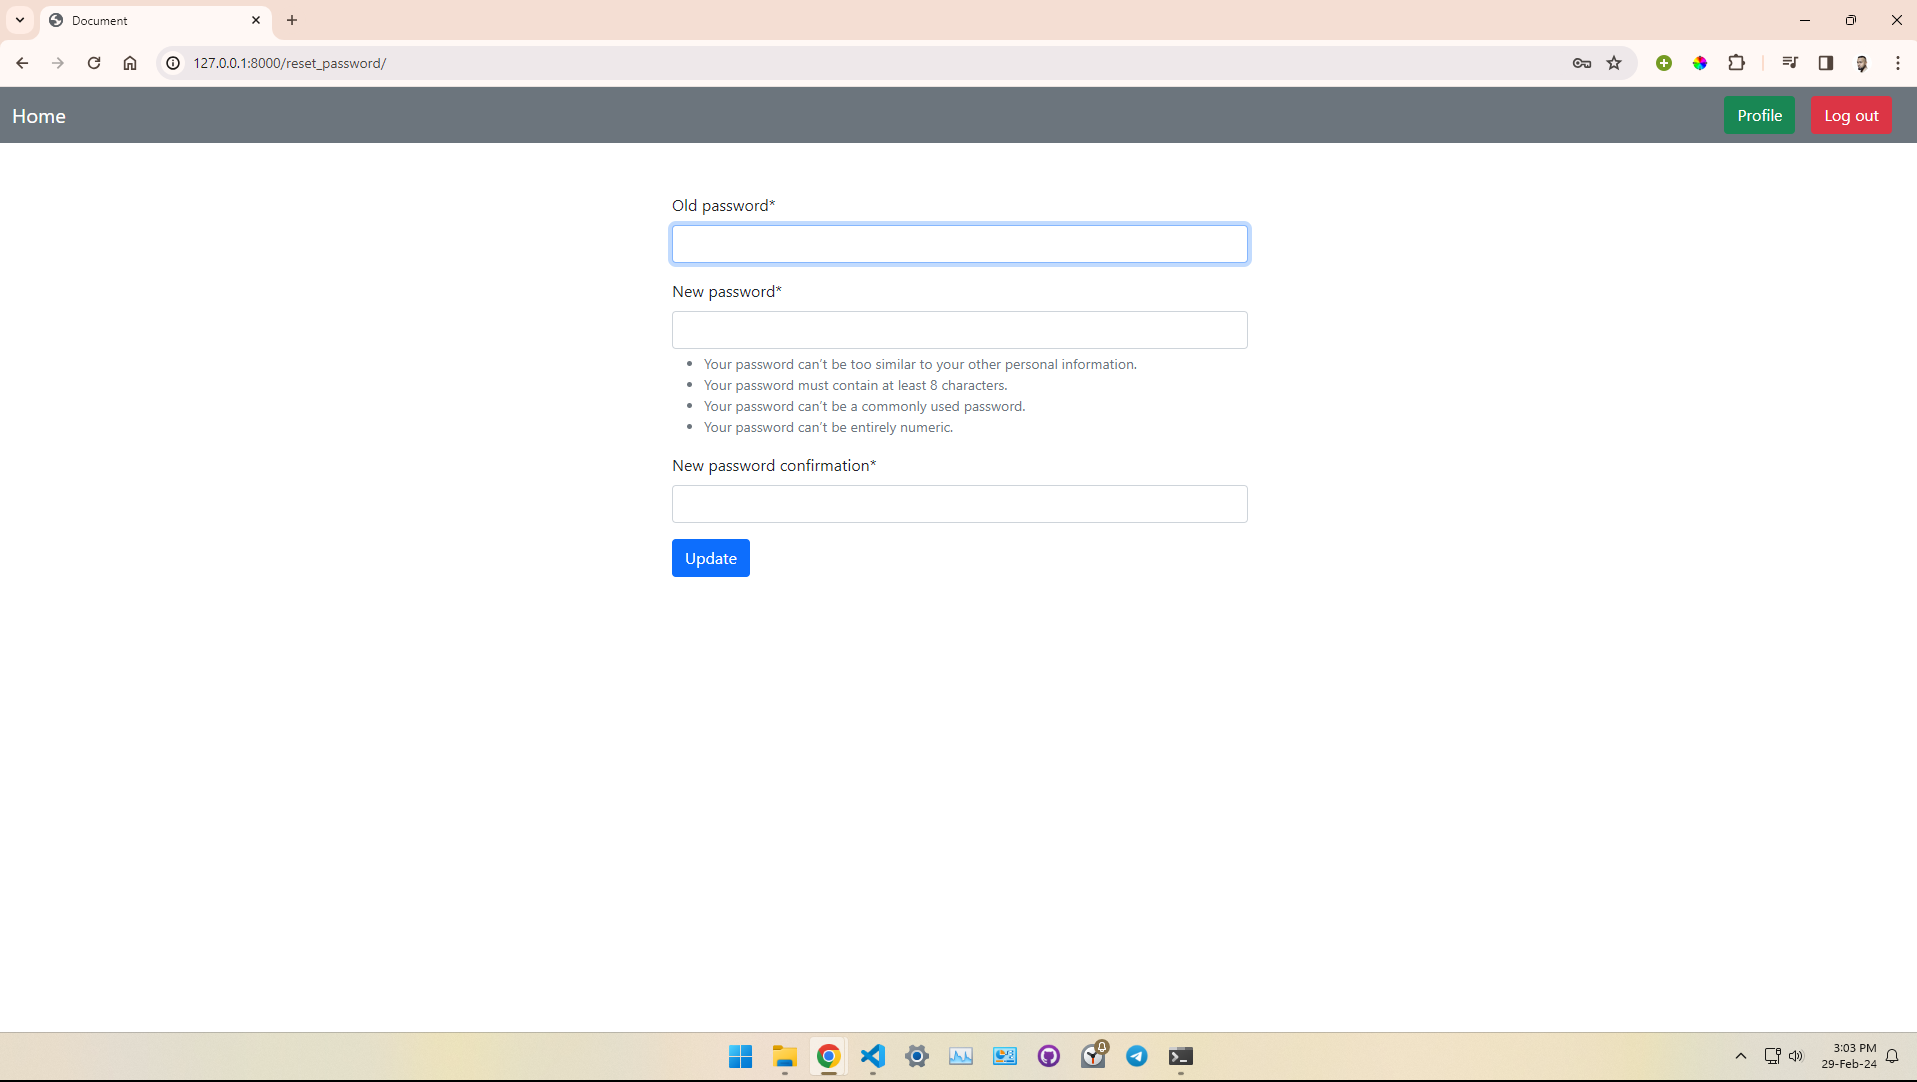 Document
127.0.0.1:8000/reset_password/
Home
Profile
Log out
Old password*
New password*
Your password can’t be too similar to your other personal information.
Your password must contain at least 8 characters.
Your password can’t be a commonly used password.
Your password can’t be entirely numeric.
New password confirmation*
Update
3:03 PM
29-Feb-24